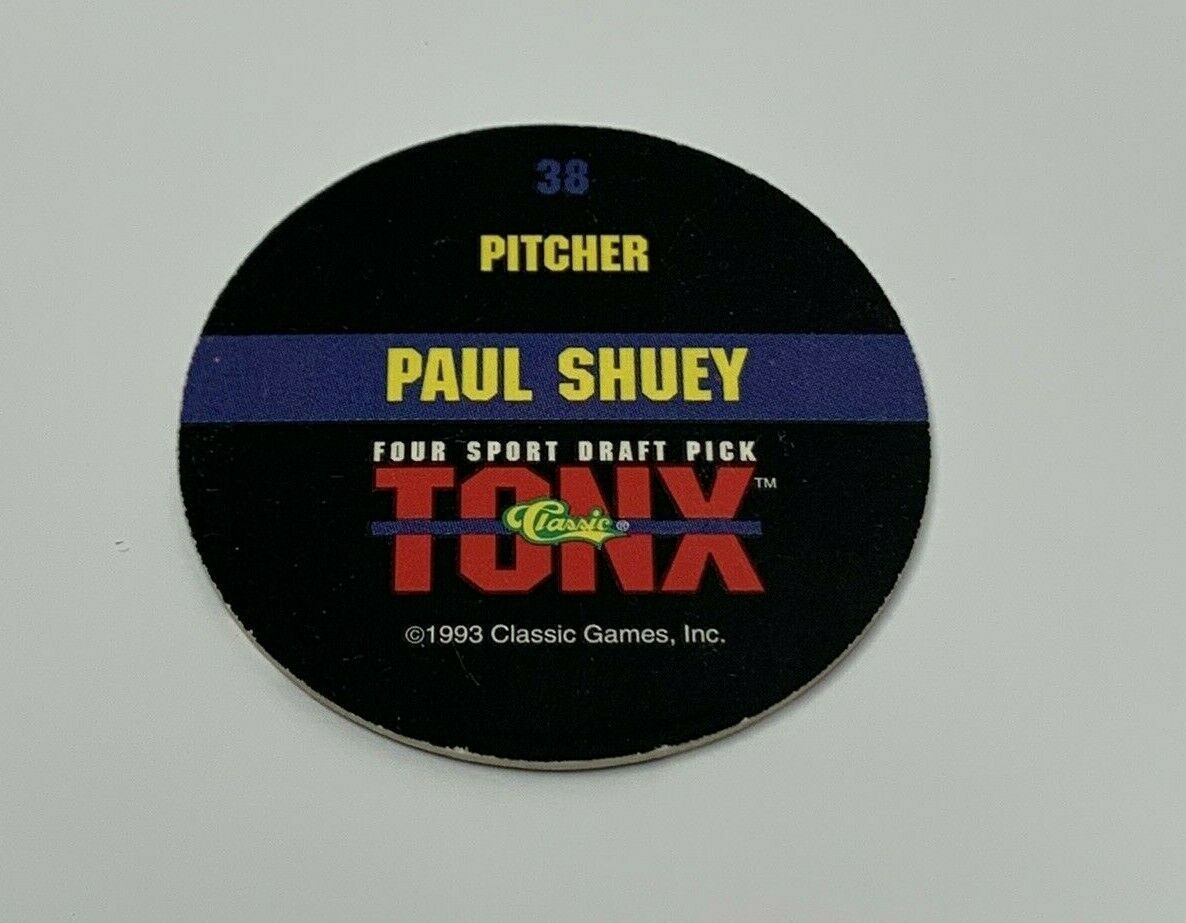 38
PITCHER
PAUL SHUEY
FOUR SPORT DRAFT PICK
TONX™
Classic®
©1993 Classic Games, Inc.